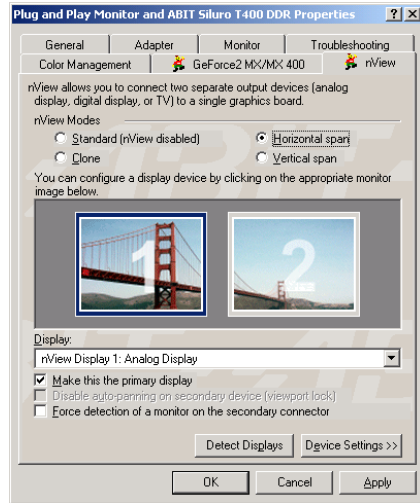 Plug and Play Monitor and ABIT Siluro T400 DDR Properties
General Adapter Monitor Troubleshooting
Color Management GeForce2 MX/MX 400 nView
nView allows you to connect two separate output devices (analog
display, digital display, or TV) to a single graphics board.
nView Modes
Standard (nView disabled) Horizontal span
Clone Vertical span
You can configure a display device by clicking on the appropriate monitor
image below.
1 2
Display:
nView Display 1: Analog Display
Make this the primary display
Disable auto-panning on secondary device (viewport lock)
Force detection of a monitor on the secondary connector
Detect Displays Device Settings >>
OK Cancel Apply